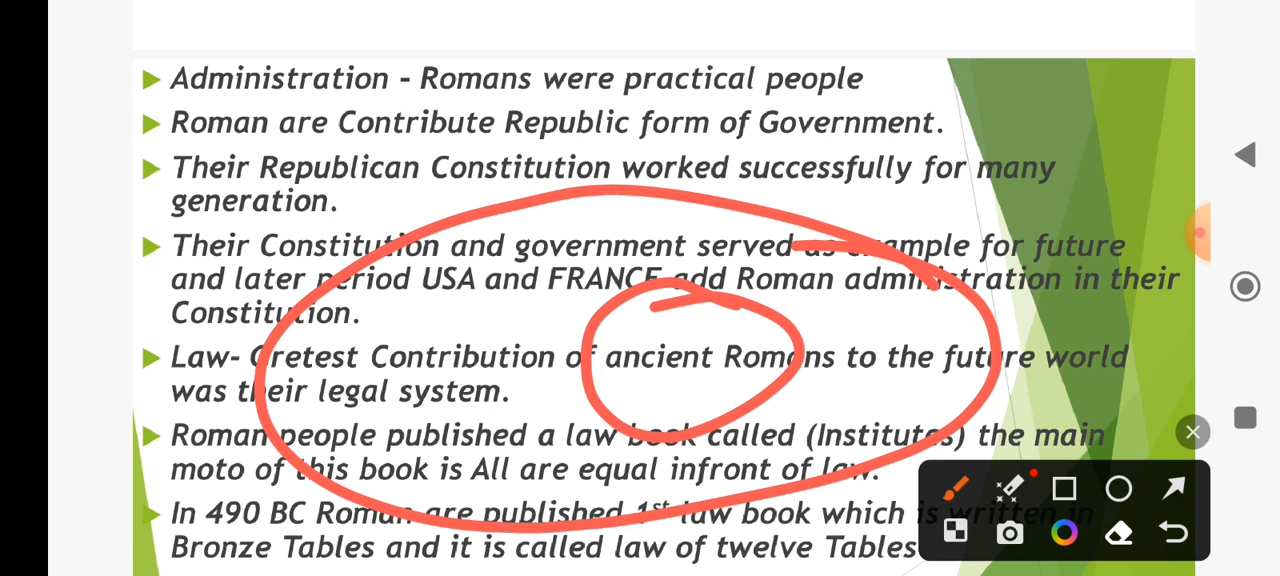 Administration - Romans were practical people
Roman are Contribute Republic form of Government.
Their Republican Constitution worked successfully for many
generation.
Their Constitution and government served as example for future
and later period USA and FRANCE add Roman administration in their
Constitution.
Law- Gretest Contribution of ancient Romans to the future world
was their legal system.
Roman people published a law book called (Institutes) the main
moto of this book is All are equal infront of law.
In 490 BC Roman are published 1st law book which is written in
Bronze Tables and it is called law of twelve Tables